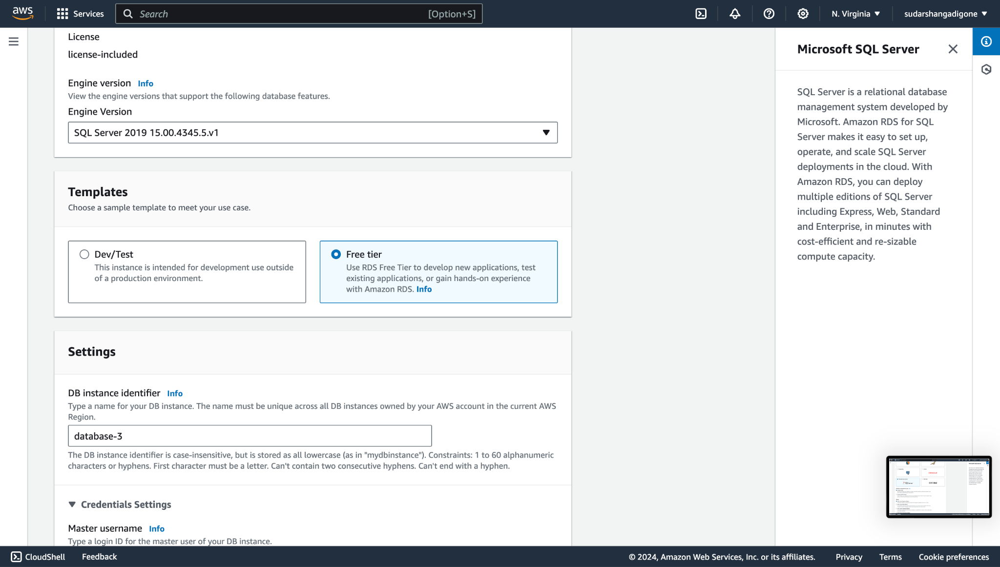 aws
Services
Search
[Option+S]
N. Virginia ▼
sudarshangadigone ▼
License
license-included
Engine version Info
View the engine versions that support the following database features.
Engine Version
SQL Server 2019 15.00.4345.5.v1
Templates
Choose a sample template to meet your use case.
Dev/Test
This instance is intended for development use outside
of a production environment.
Free tier
Use RDS Free Tier to develop new applications, test
existing applications, or gain hands-on experience
with Amazon RDS. Info
Settings
DB instance identifier Info
Type a name for your DB instance. The name must be unique across all DB instances owned by your AWS account in the current AWS
Region.
database-3
The DB instance identifier is case-insensitive, but is stored as all lowercase (as in "mydbinstance"). Constraints: 1 to 60 alphanumeric
characters or hyphens. First character must be a letter. Can't contain two consecutive hyphens. Can't end with a hyphen.
▼ Credentials Settings
Master username Info
Type a login ID for the master user of your DB instance.
Microsoft SQL Server
SQL Server is a relational database
management system developed by
Microsoft. Amazon RDS for SQL
Server makes it easy to set up,
operate, and scale SQL Server
deployments in the cloud. With
Amazon RDS, you can deploy
multiple editions of SQL Server
including Express, Web, Standard
and Enterprise, in minutes with
cost-efficient and re-sizable
compute capacity.
CloudShell
Feedback
© 2024, Amazon Web Services, Inc. or its affiliates.
Privacy
Terms
Cookie preferences